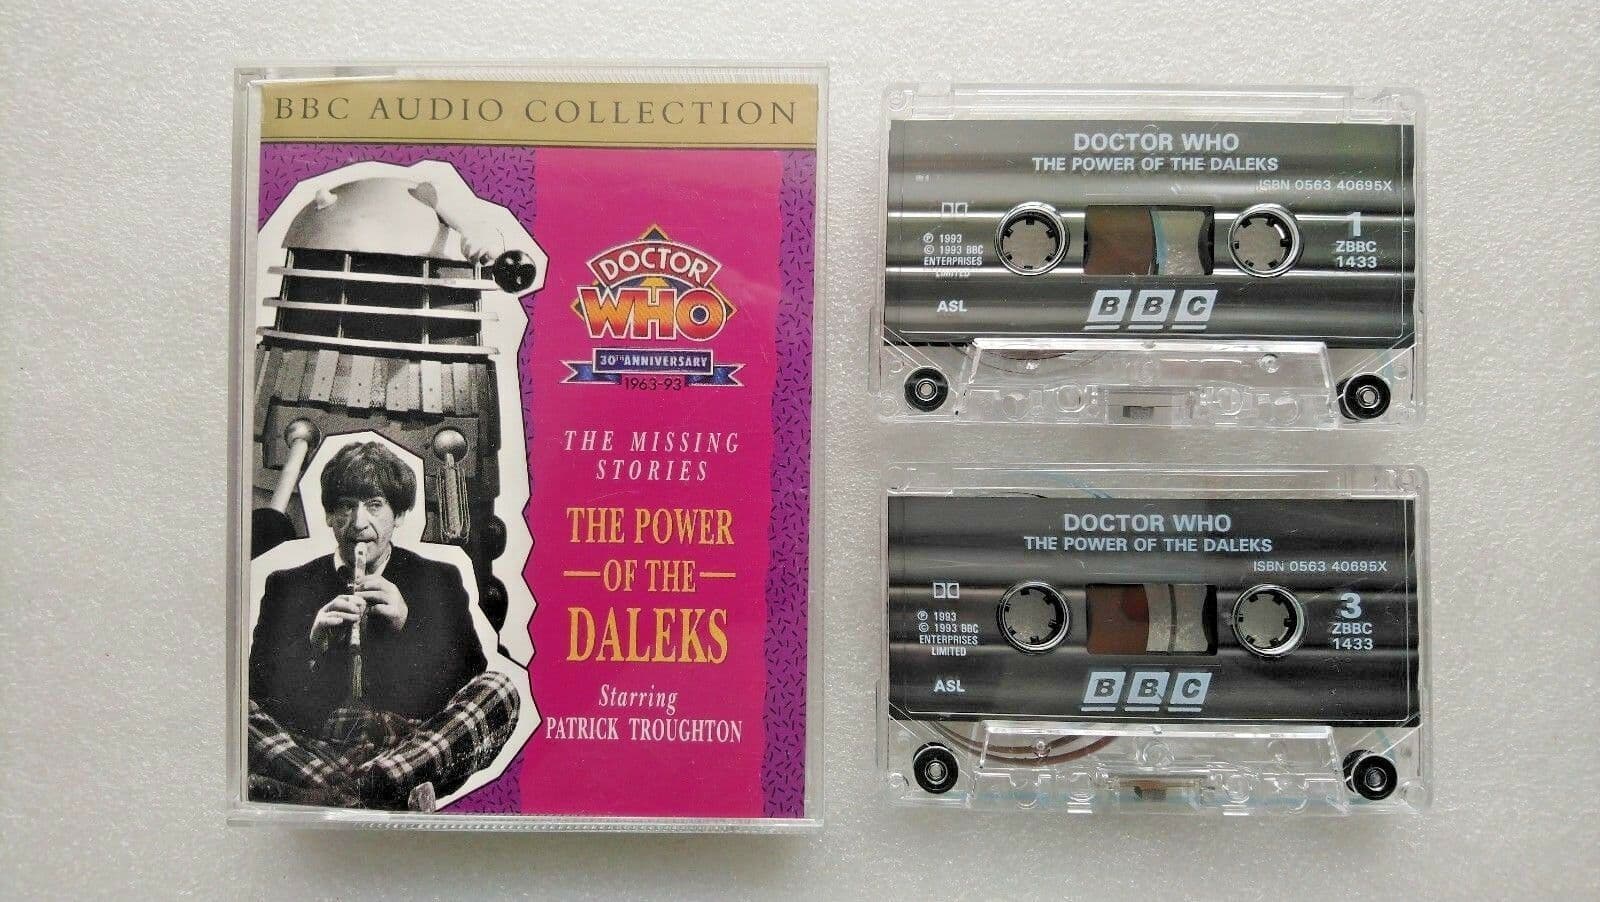 BBC AUDIO COLLECTION
DOCTOR
WHO
30TH ANNIVERSARY
1963-93
THE MISSING
STORIES
THE POWER
—OF THE—
DALEKS
Starring
PATRICK TROUGHTON
DOCTOR WHO
THE POWER OF THE DALEKS
ISBN 0563 40695X
1
ZBBC
1433
℗ 1993
© 1993 BBC
ENTERPRISES
LIMITED
ASL
BBC
DOCTOR WHO
THE POWER OF THE DALEKS
ISBN 0563 40695X
3
ZBBC
1433
℗ 1993
© 1993 BBC
ENTERPRISES
LIMITED
ASL
BBC